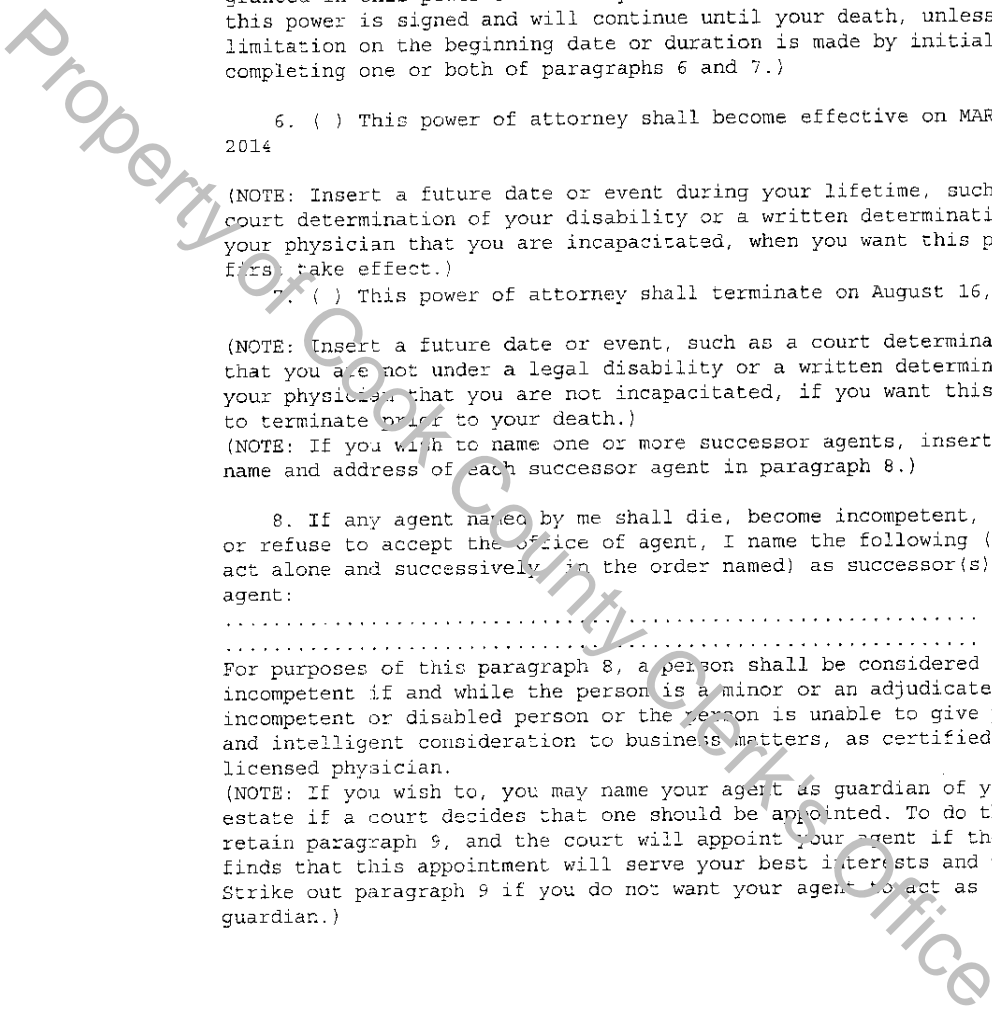 this power is signed and will continue until your death, unless
limitation on the beginning date or duration is made by initial
completing one or both of paragraphs 6 and 7.)
6. ( ) This power of attorney shall become effective on MAR
2014
(NOTE: Insert a future date or event during your lifetime, such
court determination of your disability or a written determinati
your physician that you are incapacitated, when you want this p
first take effect.)
7. ( ) This power of attorney shall terminate on August 16,
(NOTE: Insert a future date or event, such as a court determina
that you are not under a legal disability or a written determin
your physician that you are not incapacitated, if you want this
to terminate prior to your death.)
(NOTE: If you wish to name one or more successor agents, insert
name and address of each successor agent in paragraph 8.)
8. If any agent named by me shall die, become incompetent,
or refuse to accept the office of agent, I name the following (
act alone and successively, in the order named) as successor(s)
agent:
..............................................................
..............................................................
For purposes of this paragraph 8, a person shall be considered
incompetent if and while the person is a minor or an adjudicate
incompetent or disabled person or the person is unable to give
and intelligent consideration to business matters, as certified
licensed physician.
(NOTE: If you wish to, you may name your agent as guardian of y
estate if a court decides that one should be appointed. To do t
retain paragraph 9, and the court will appoint your agent if th
finds that this appointment will serve your best interests and
Strike out paragraph 9 if you do not want your agent to act as
guardian.)
Property of Cook County Clerk's Office